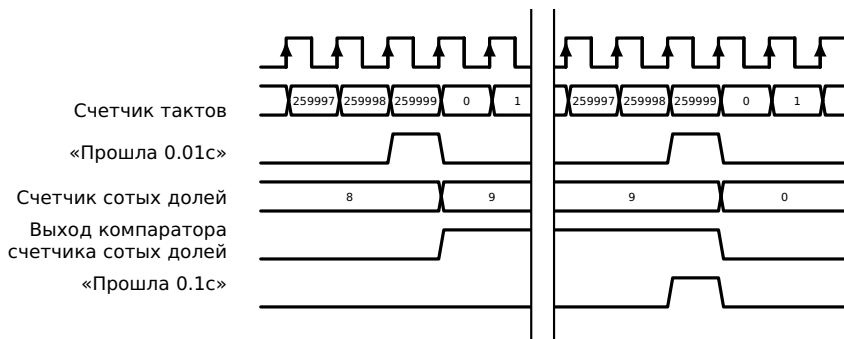 Счетчик тактов
259997 259998 259999 0 1 259997 259998 259999 0 1
«Прошла 0.01с»
Счетчик сотых долей
8 9 9 0
Выход компаратора
счетчика сотых долей
«Прошла 0.1с»